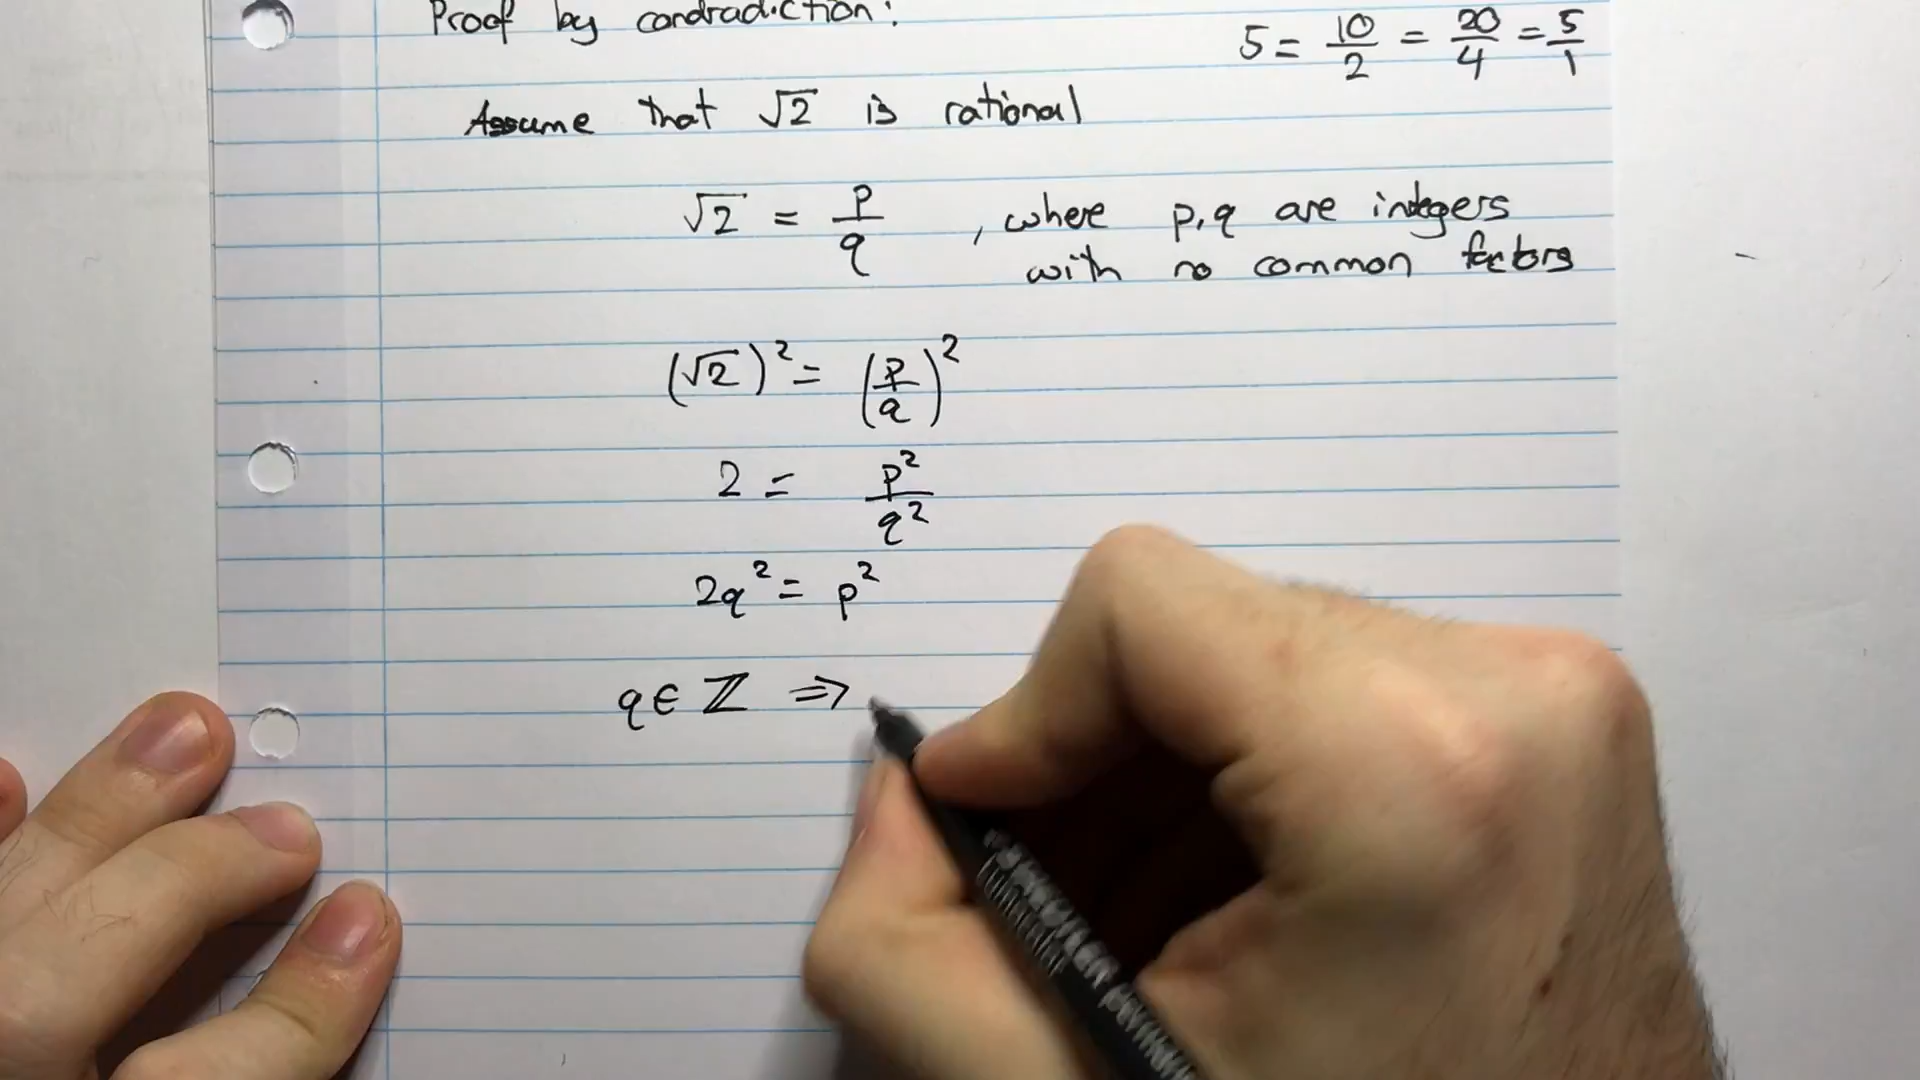 Proof by condradiction:
5 = 10/2 = 20/4 = 5/1
Assume that √2 is rational
√2 = p/q , where p,q are integers
with no common factors
(√2)² = (p/q)²
2 = p²/q²
2q² = p²
q ∈ ℤ ⇒